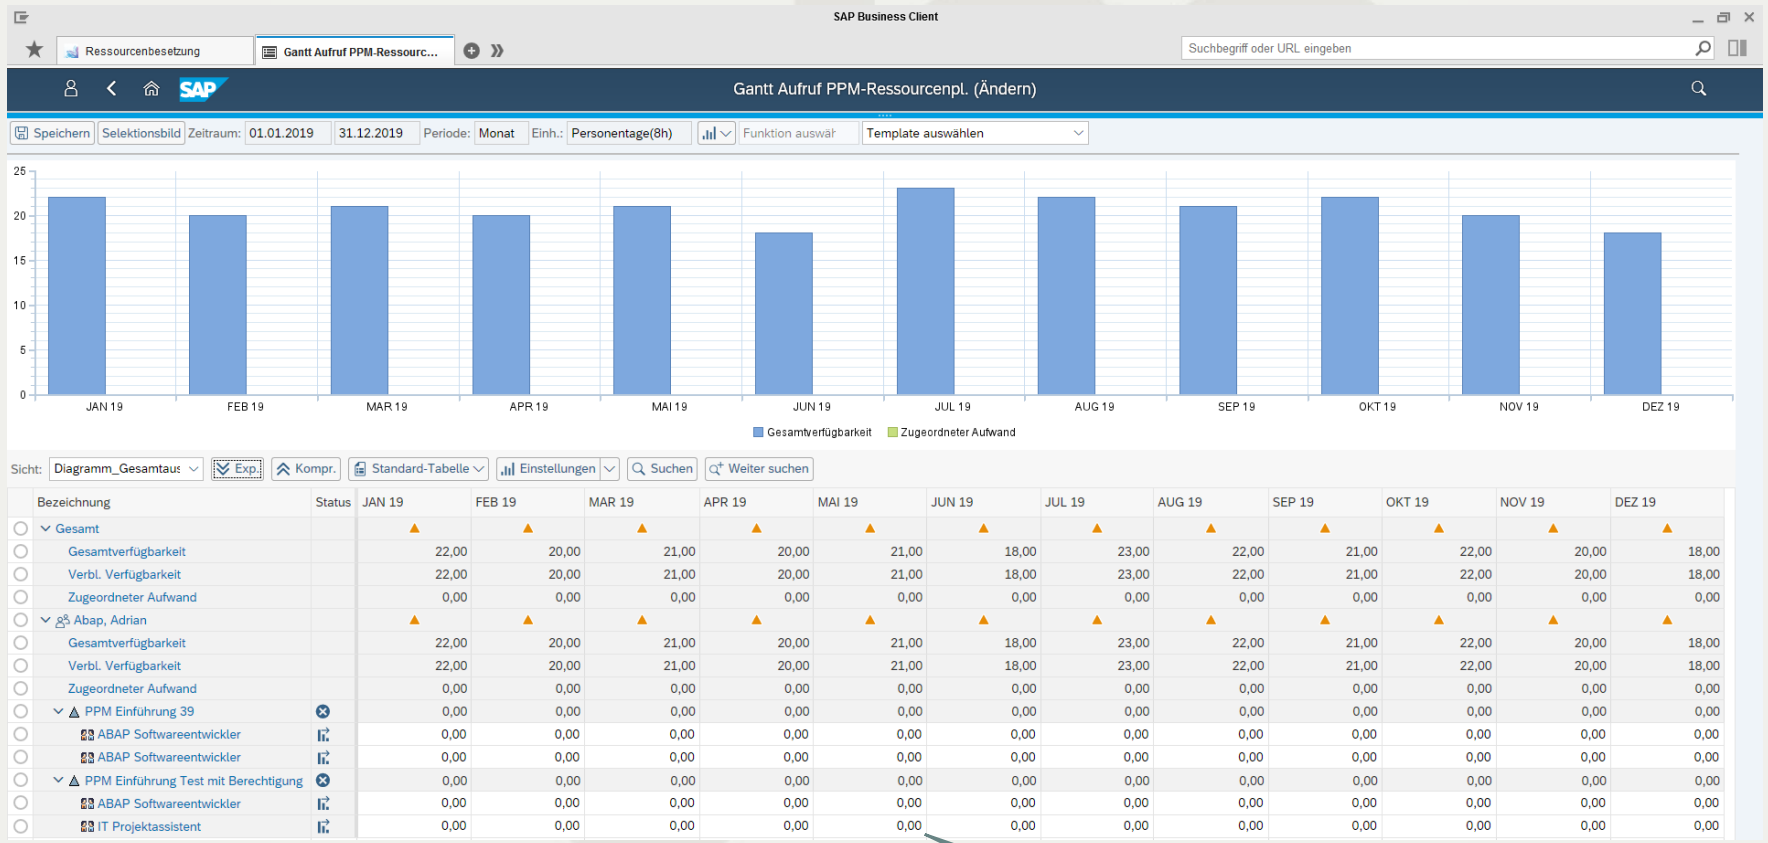 SAP Business Client
Ressourcenbesetzung
Gantt Aufruf PPM-Ressourc...
Suchbegriff oder URL eingeben
SAP
Gantt Aufruf PPM-Ressourcenpl. (Ändern)
Speichern Selektionsbild Zeitraum: 01.01.2019 31.12.2019 Periode: Monat Einh.: Personentage(8h) Funktion auswäh Template auswählen
25
20
15
10
5
0
JAN 19 FEB 19 MAR 19 APR 19 MAI 19 JUN 19 JUL 19 AUG 19 SEP 19 OKT 19 NOV 19 DEZ 19
Gesamtverfügbarkeit Zugeordneter Aufwand
Sicht: Diagramm_Gesamtaus Exp. Kompr. Standard-Tabelle Einstellungen Suchen Weiter suchen
Bezeichnung Status JAN 19 FEB 19 MAR 19 APR 19 MAI 19 JUN 19 JUL 19 AUG 19 SEP 19 OKT 19 NOV 19 DEZ 19
Gesamt
Gesamtverfügbarkeit 22,00 20,00 21,00 20,00 21,00 18,00 23,00 22,00 21,00 22,00 20,00 18,00
Verbl. Verfügbarkeit 22,00 20,00 21,00 20,00 21,00 18,00 23,00 22,00 21,00 22,00 20,00 18,00
Zugeordneter Aufwand 0,00 0,00 0,00 0,00 0,00 0,00 0,00 0,00 0,00 0,00 0,00 0,00
Abap, Adrian
Gesamtverfügbarkeit 22,00 20,00 21,00 20,00 21,00 18,00 23,00 22,00 21,00 22,00 20,00 18,00
Verbl. Verfügbarkeit 22,00 20,00 21,00 20,00 21,00 18,00 23,00 22,00 21,00 22,00 20,00 18,00
Zugeordneter Aufwand 0,00 0,00 0,00 0,00 0,00 0,00 0,00 0,00 0,00 0,00 0,00 0,00
PPM Einführung 39 0,00 0,00 0,00 0,00 0,00 0,00 0,00 0,00 0,00 0,00 0,00 0,00
ABAP Softwareentwickler 0,00 0,00 0,00 0,00 0,00 0,00 0,00 0,00 0,00 0,00 0,00 0,00
ABAP Softwareentwickler 0,00 0,00 0,00 0,00 0,00 0,00 0,00 0,00 0,00 0,00 0,00 0,00
PPM Einführung Test mit Berechtigung 0,00 0,00 0,00 0,00 0,00 0,00 0,00 0,00 0,00 0,00 0,00 0,00
ABAP Softwareentwickler 0,00 0,00 0,00 0,00 0,00 0,00 0,00 0,00 0,00 0,00 0,00 0,00
IT Projektassistent 0,00 0,00 0,00 0,00 0,00 0,00 0,00 0,00 0,00 0,00 0,00 0,00